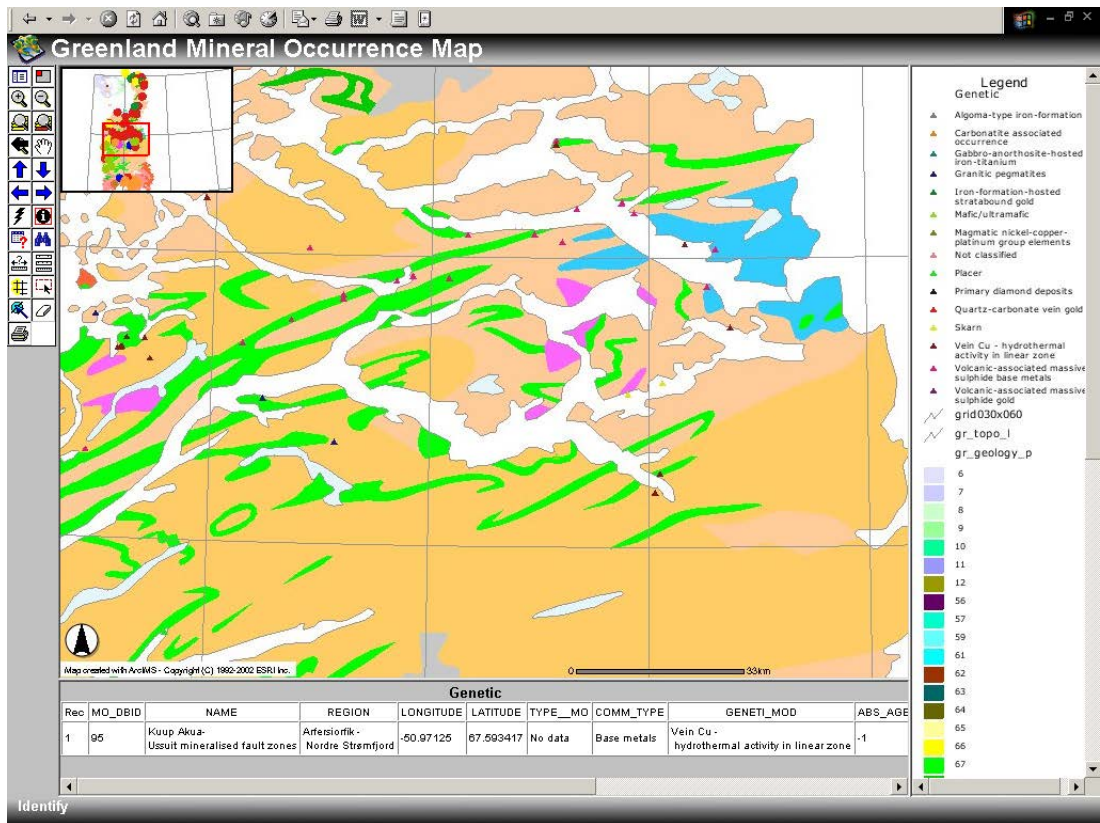 Greenland Mineral Occurrence Map
Map created with ArcIMS - Copyright (C) 1992-2002 ESRI Inc.
0 33km
Legend
Genetic
Algoma-type iron-formation
Carbonatite associated
occurrence
Gabbro-anorthosite-hosted
iron-titanium
Granitic pegmatites
Iron-formation-hosted
stratabound gold
Mafic/ultramafic
Magmatic nickel-copper-
platinum group elements
Not classified
Placer
Primary diamond deposits
Quartz-carbonate vein gold
Skarn
Vein Cu - hydrothermal
activity in linear zone
Volcanic-associated massive
sulphide base metals
Volcanic-associated massive
sulphide gold
grid030x060
gr_topo_l
gr_geology_p
6
7
8
9
10
11
12
56
57
59
61
62
63
64
65
66
67
Genetic
Rec MO_DBID NAME REGION LONGITUDE LATITUDE TYPE__MO COMM_TYPE GENETI_MOD ABS_AGE
1 95 Kuup Akua- Ussuit mineralised fault zones Arfersiorfik - Nordre Strømfjord -50.97125 67.593417 No data Base metals Vein Cu - hydrothermal activity in linear zone -1
Identify